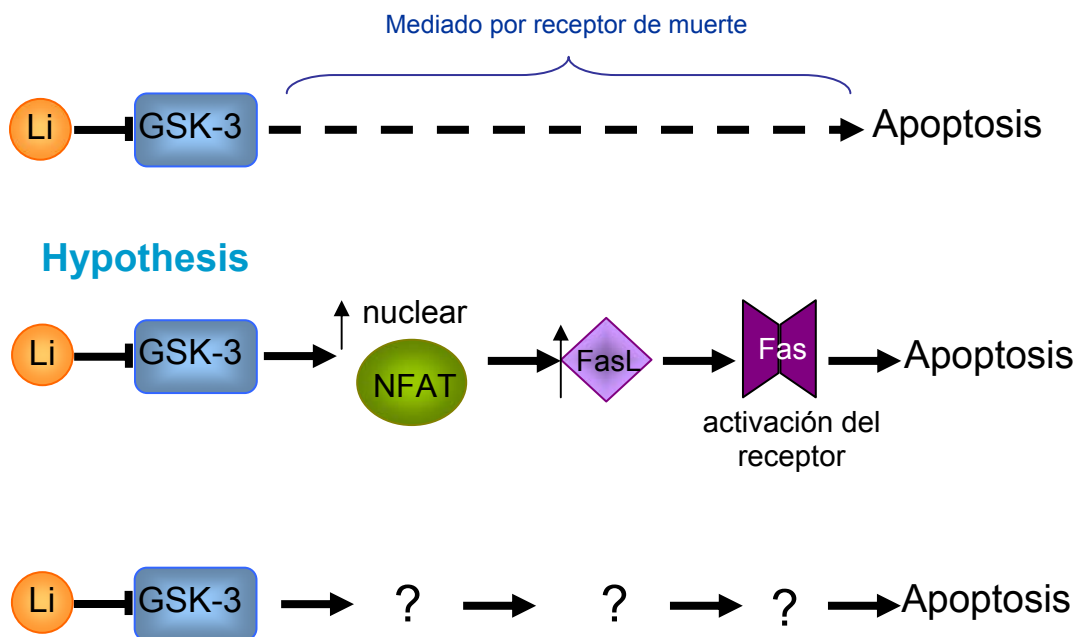 Mediado por receptor de muerte
Li GSK-3 Apoptosis
Hypothesis
nuclear
Li GSK-3 NFAT FasL Fas Apoptosis
activación del
receptor
Li GSK-3 ? ? ? Apoptosis